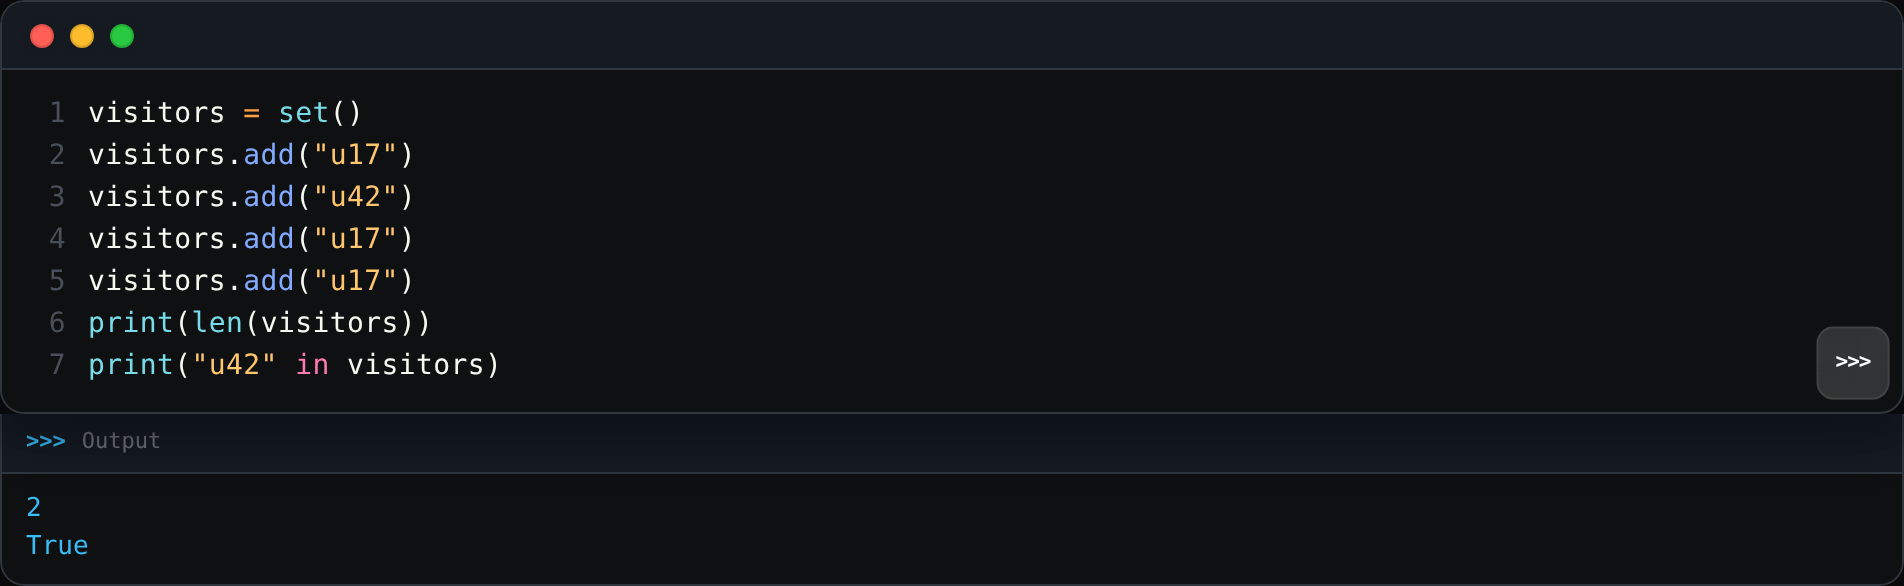 1 visitors = set()
2 visitors.add("u17")
3 visitors.add("u42")
4 visitors.add("u17")
5 visitors.add("u17")
6 print(len(visitors))
7 print("u42" in visitors)
>>>
>>> Output
2
True